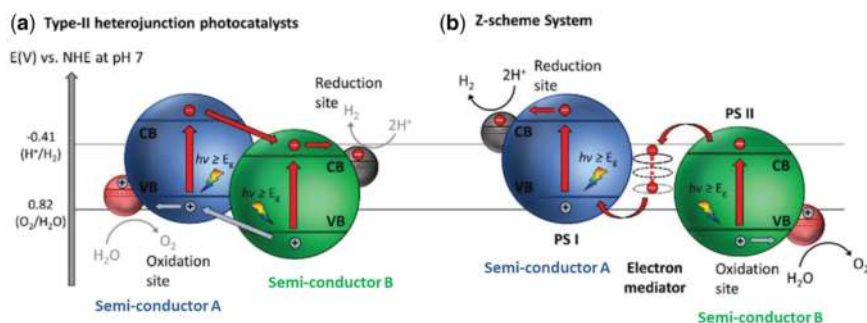 (a) Type-II heterojunction photocatalysts
E(V) vs. NHE at pH 7
-0.41
(H⁺/H₂)
0.82
(O₂/H₂O)
CB
VB
hν ≥ Eg
CB
VB
hν ≥ Eg
Reduction
site
H₂
2H⁺
H₂O
O₂
Oxidation
site
Semi-conductor A
Semi-conductor B
(b) Z-scheme System
H₂
2H⁺
Reduction
site
CB
VB
hν ≥ Eg
PS I
Semi-conductor A
Electron
mediator
PS II
CB
VB
hν ≥ Eg
Oxidation
site
H₂O
O₂
Semi-conductor B